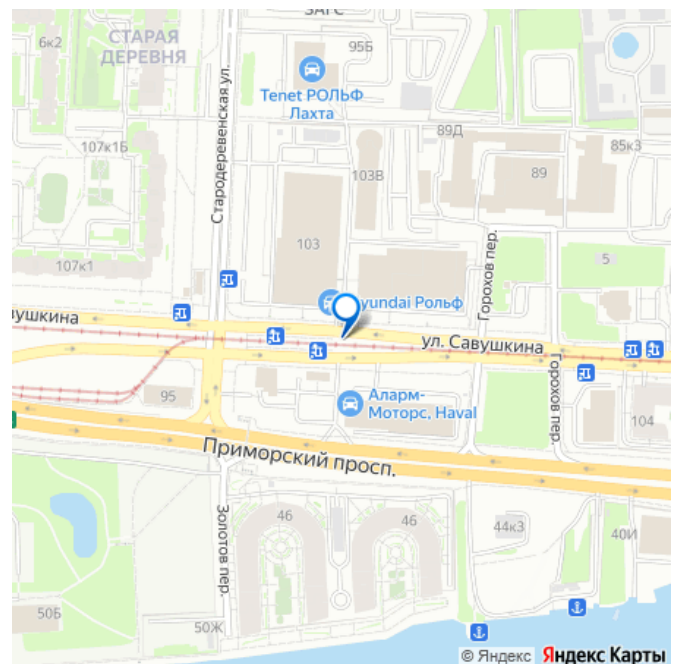 ЗАГС
6к2
СТАРАЯ
ДЕРЕВНЯ
95Б
Tenet РОЛЬФ
Лахта
Стародеревенская ул.
107к1Б
89Д
85к3
103В
89
103
Горохов пер.
5
107к1
Hyundai Рольф
вушкина
ул. Савушкина
Горохов пер.
95
Аларм-
Моторс, Haval
104
Приморский просп.
Золотов пер.
46
46
44к3
40И
50Б
50Ж
© Яндекс Яндекс Карты